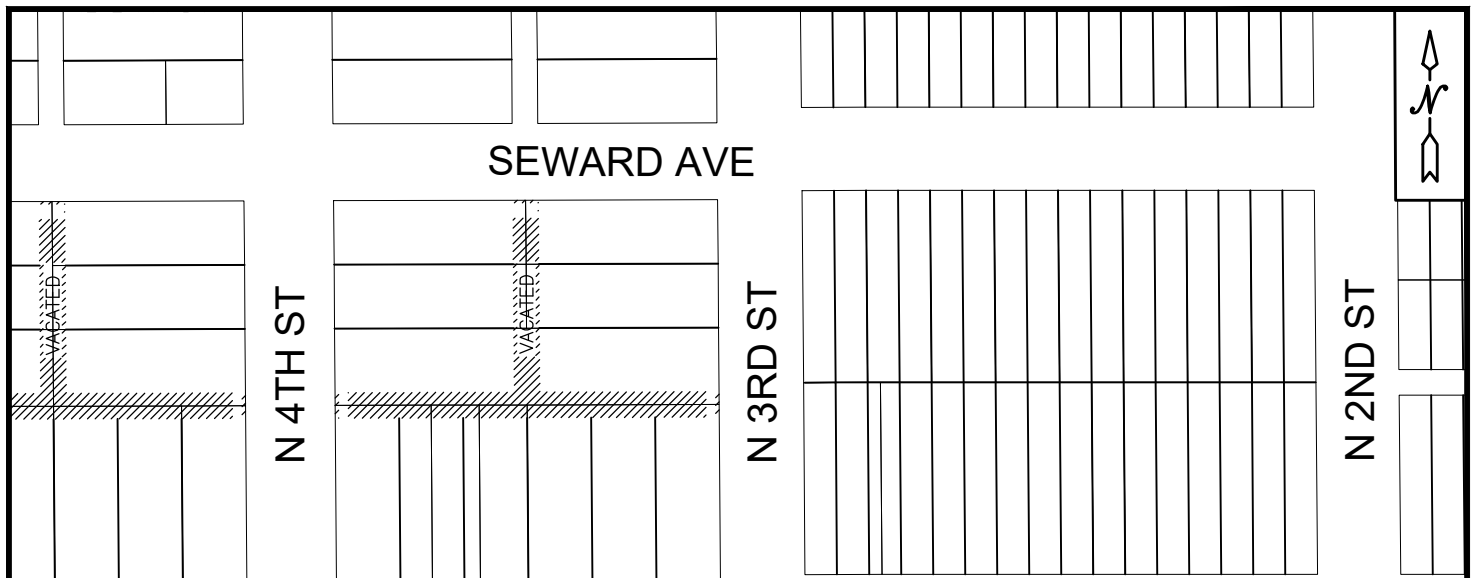 SEWARD AVE
N
VACATED
VACATED
N 4TH ST
N 3RD ST
N 2ND ST